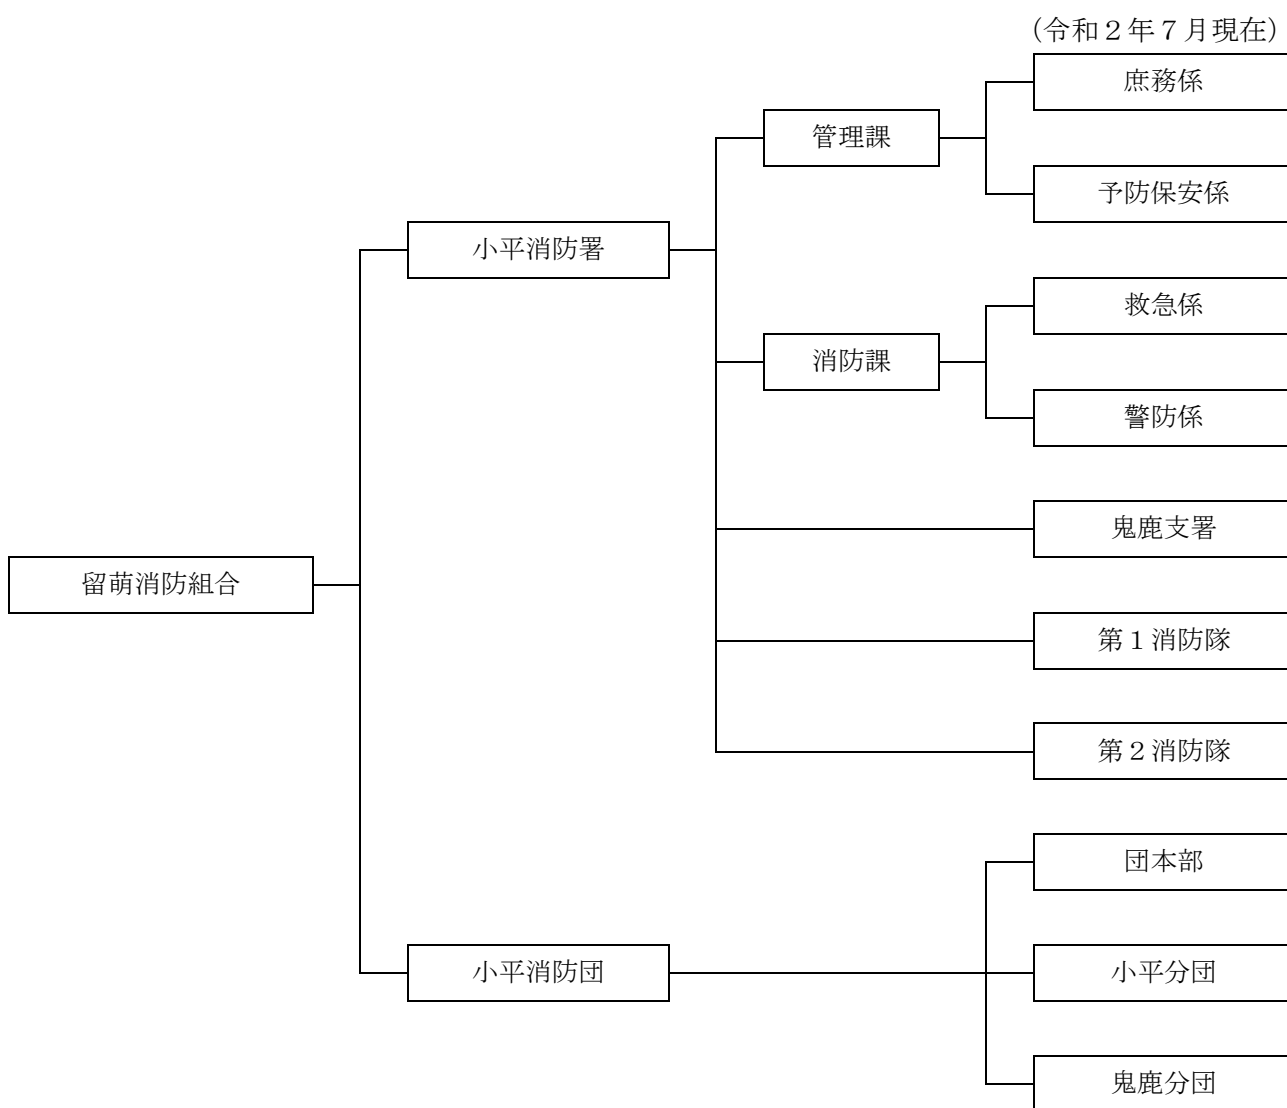 (令和２年７月現在)
庶務係
管理課
予防保安係
小平消防署
救急係
消防課
警防係
鬼鹿支署
留萌消防組合
第１消防隊
第２消防隊
団本部
小平消防団
小平分団
鬼鹿分団